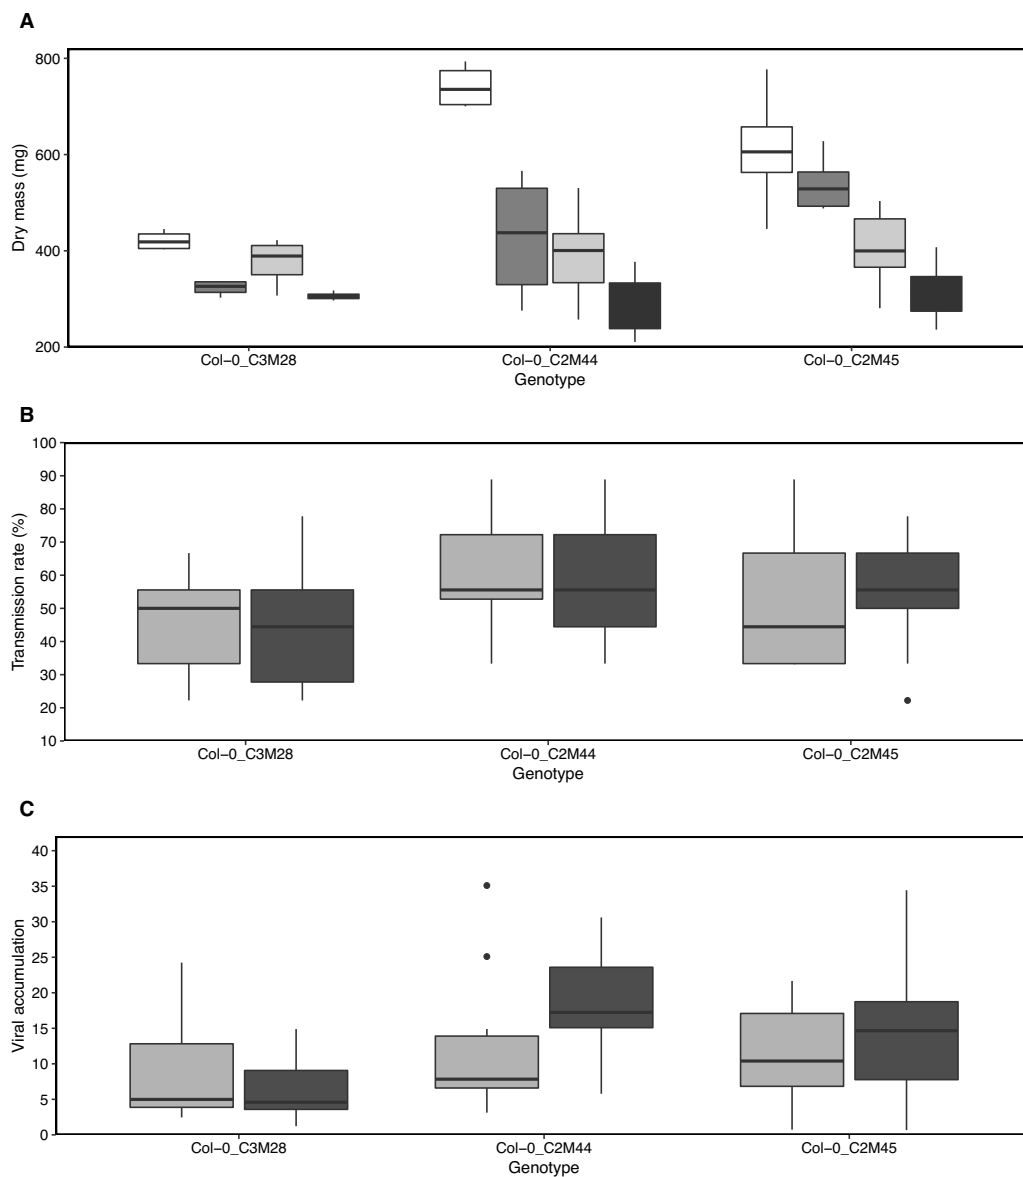 A
800
600
400
200
Dry mass (mg)
Col−0_C3M28 Col−0_C2M44 Col−0_C2M45
Genotype
B
100
90
80
70
60
50
40
30
20
10
Transmission rate (%)
Col−0_C3M28 Col−0_C2M44 Col−0_C2M45
Genotype
C
40
35
30
25
20
15
10
5
0
Viral accumulation
Col−0_C3M28 Col−0_C2M44 Col−0_C2M45
Genotype